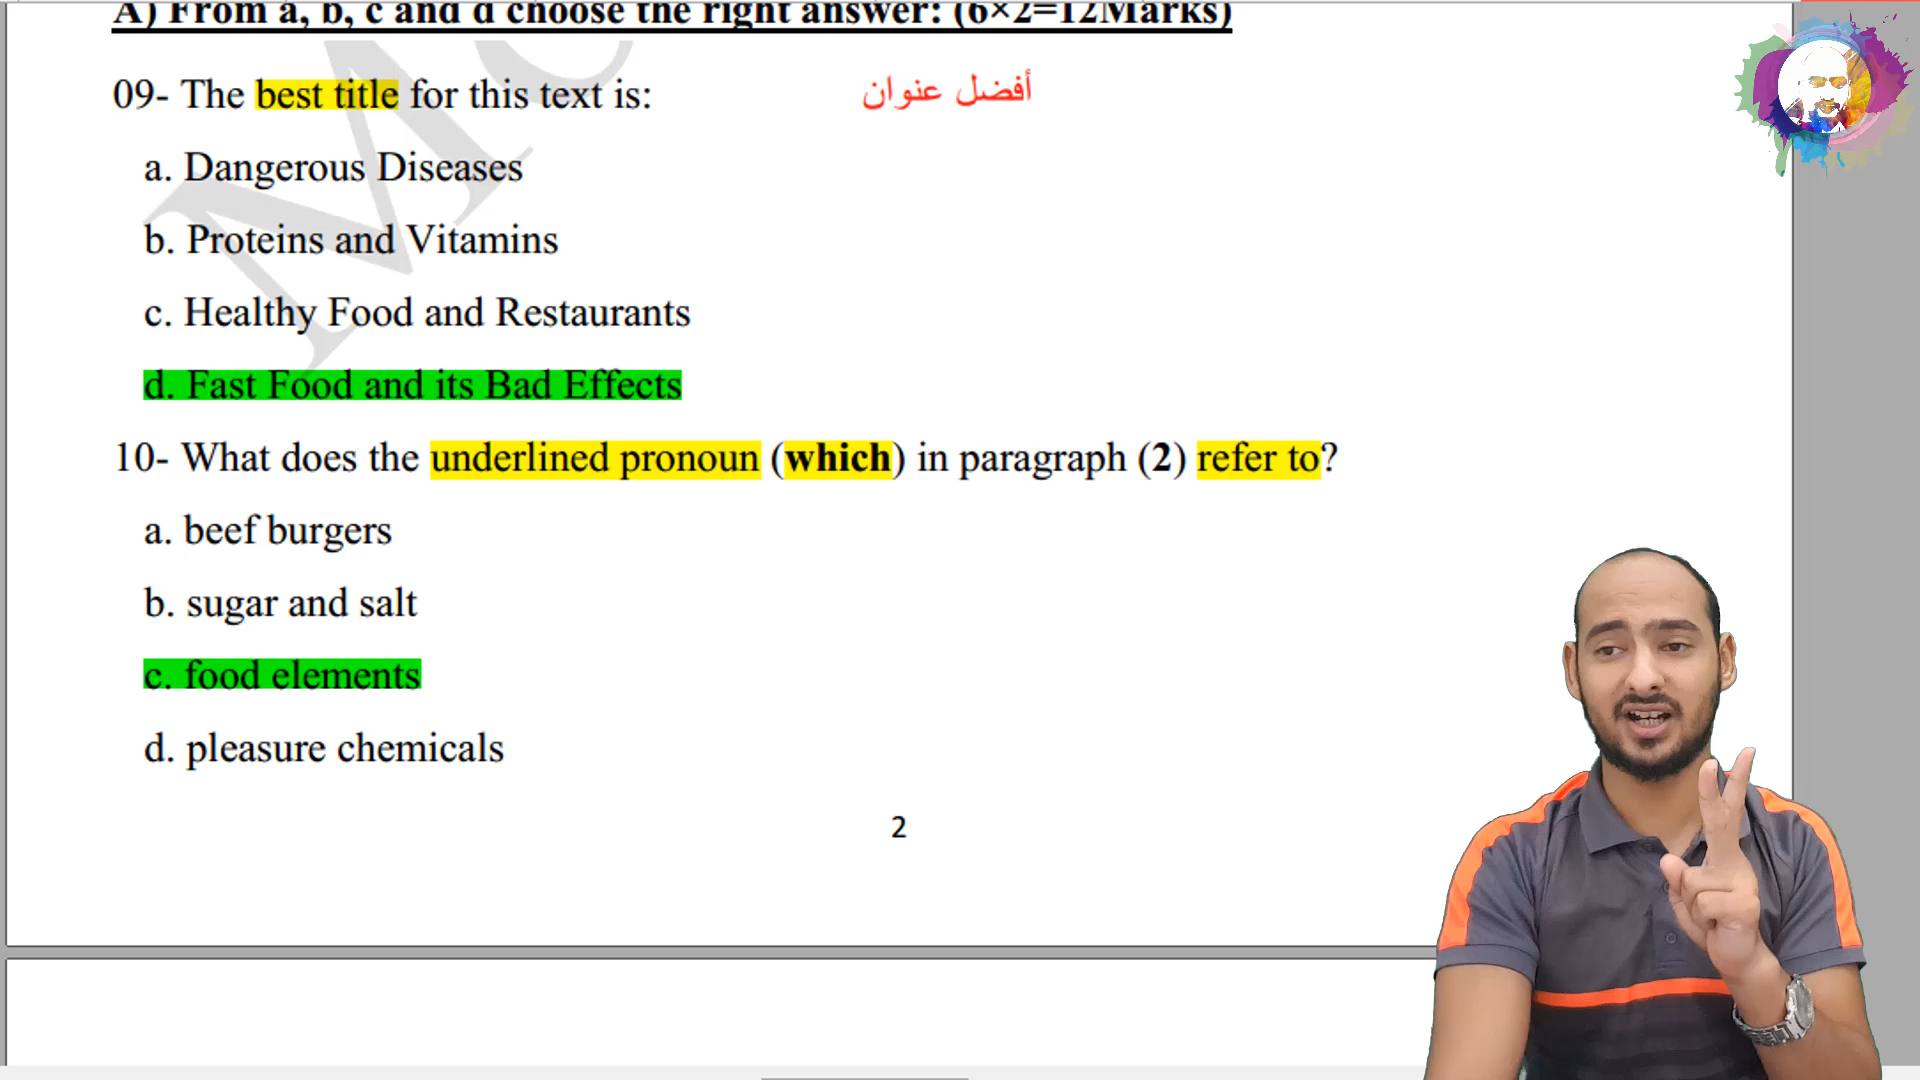 A) From a, b, c and d choose the right answer: (6×2=12Marks)
09- The best title for this text is:
أفضل عنوان
a. Dangerous Diseases
b. Proteins and Vitamins
c. Healthy Food and Restaurants
d. Fast Food and its Bad Effects
10- What does the underlined pronoun (which) in paragraph (2) refer to?
a. beef burgers
b. sugar and salt
c. food elements
d. pleasure chemicals
2